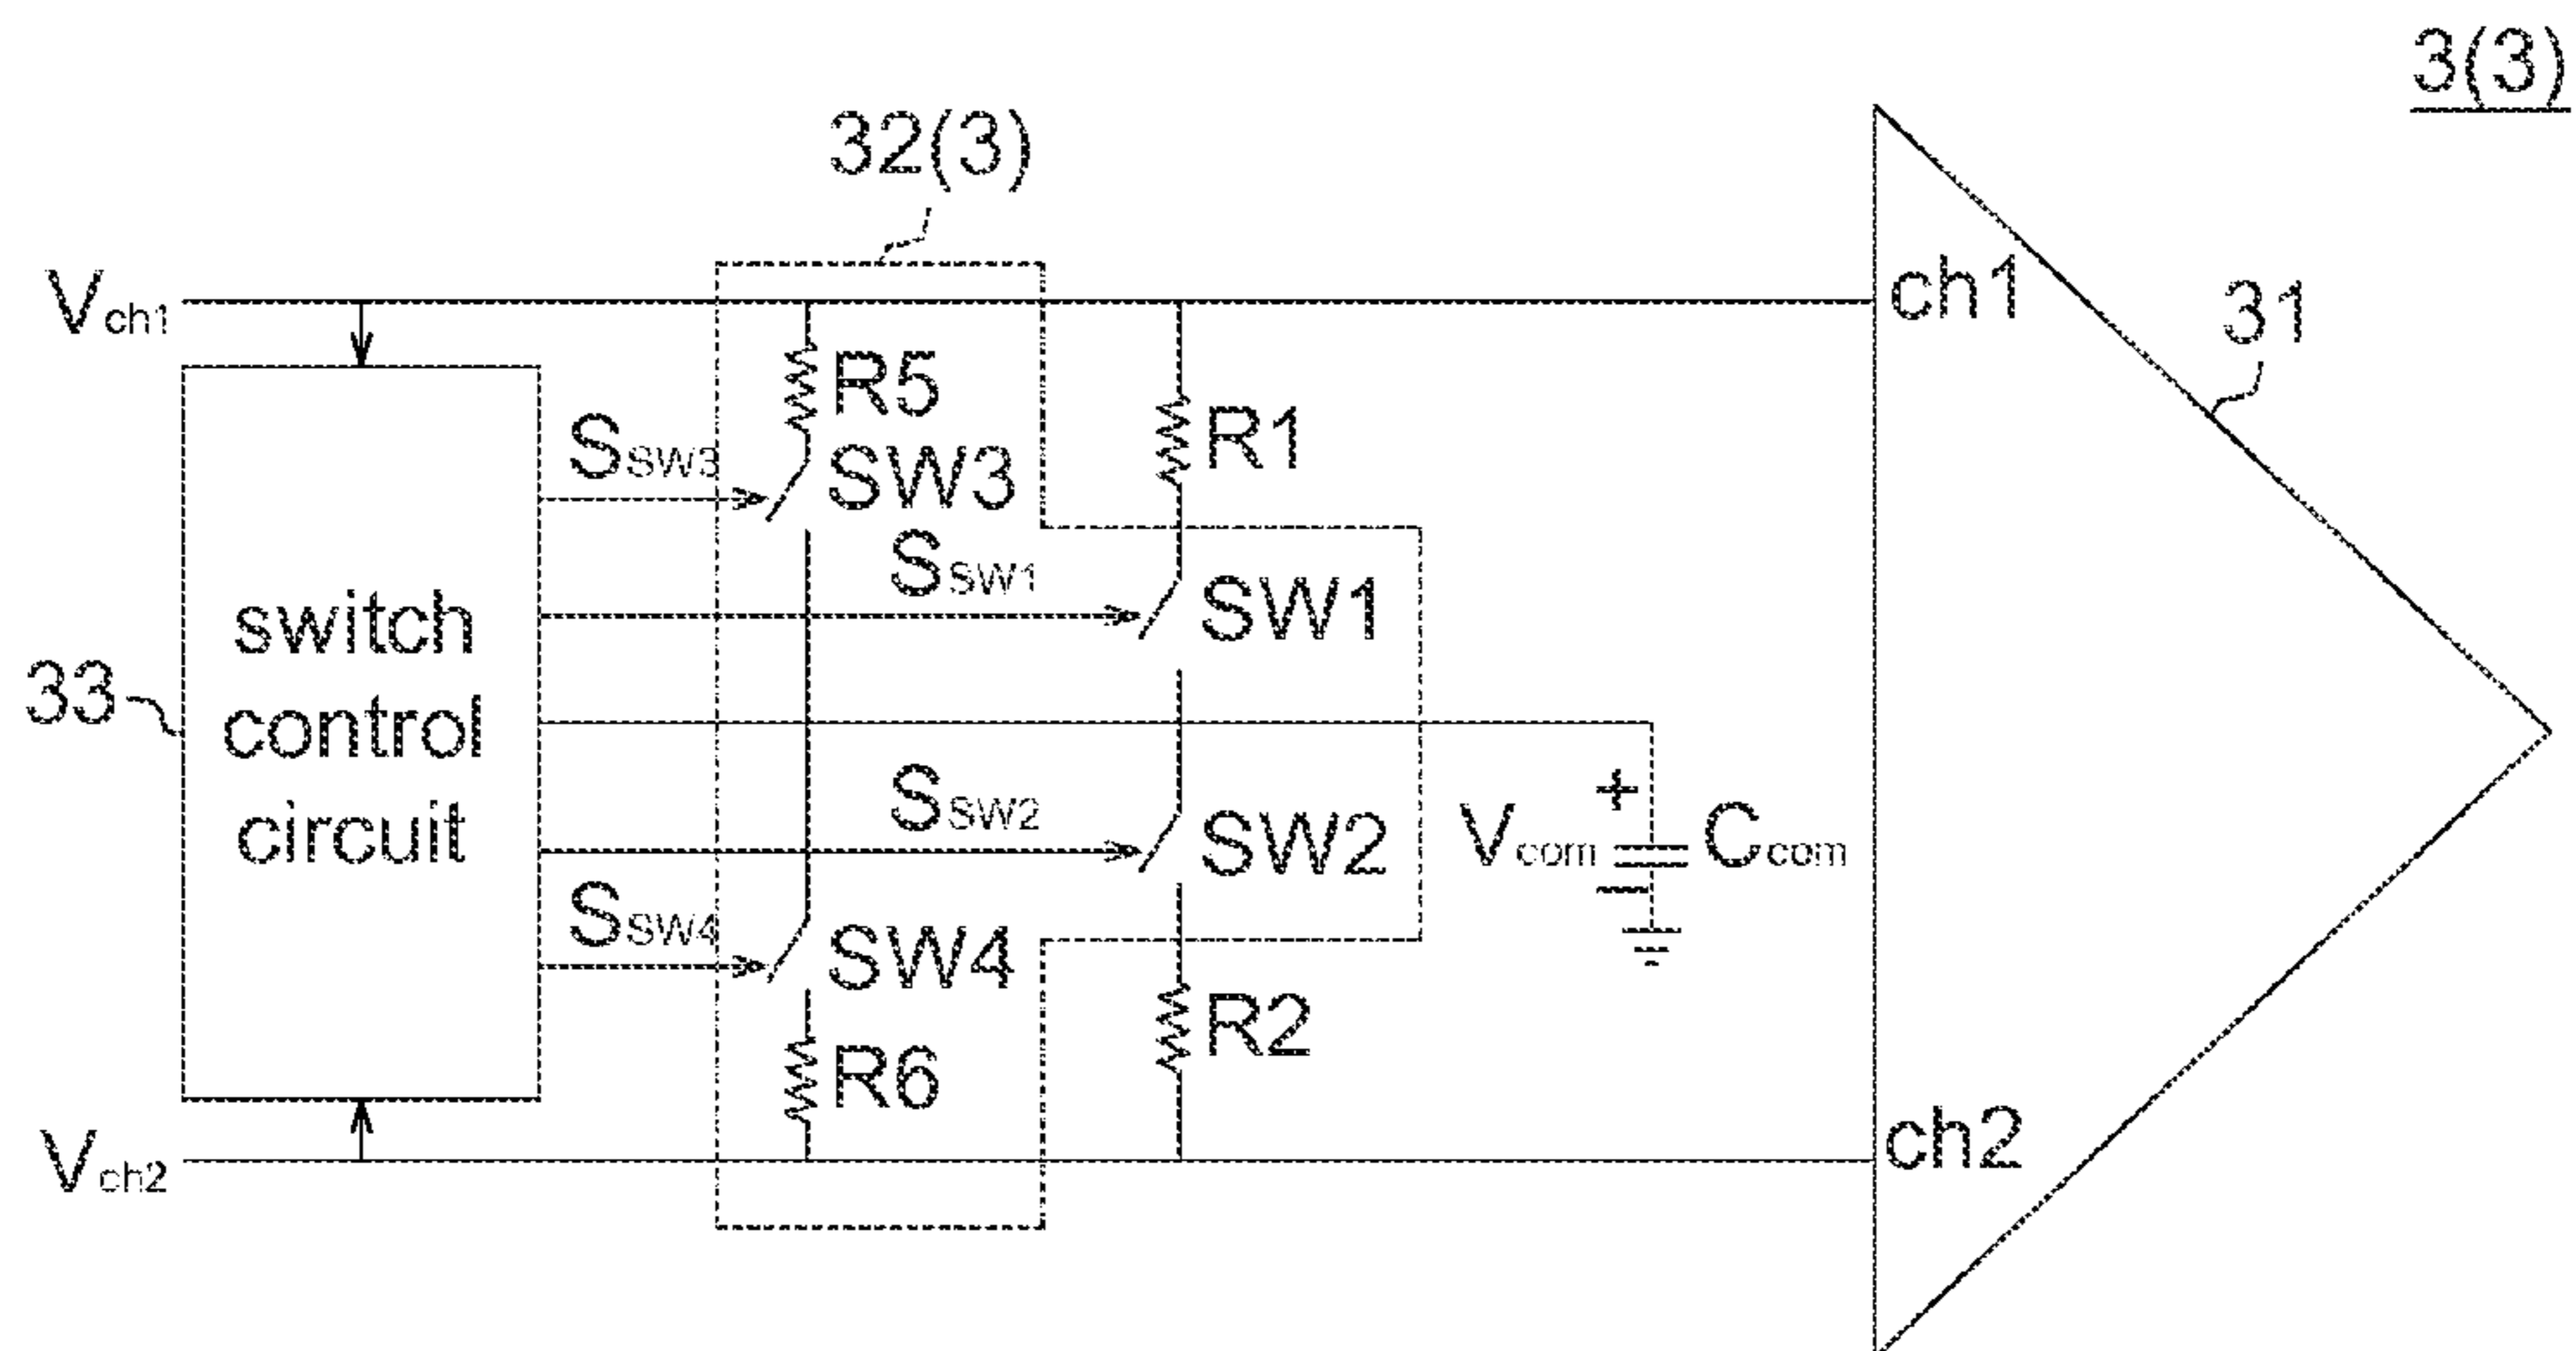 3(3)
32(3)
Vch1
ch1
31
R5
R1
SSW3
SW3
SSW1
SW1
switch
control
circuit
33
SSW2
SW2
+
Vcom
Ccom
SSW4
SW4
R2
R6
ch2
Vch2